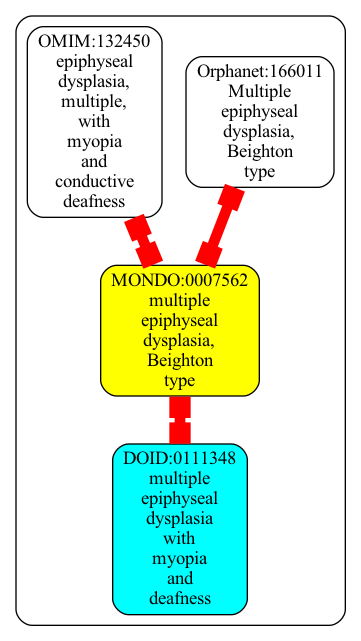 OMIM:132450
epiphyseal
dysplasia,
multiple,
with
myopia
and
conductive
deafness
Orphanet:166011
Multiple
epiphyseal
dysplasia,
Beighton
type
MONDO:0007562
multiple
epiphyseal
dysplasia,
Beighton
type
DOID:0111348
multiple
epiphyseal
dysplasia
with
myopia
and
deafness